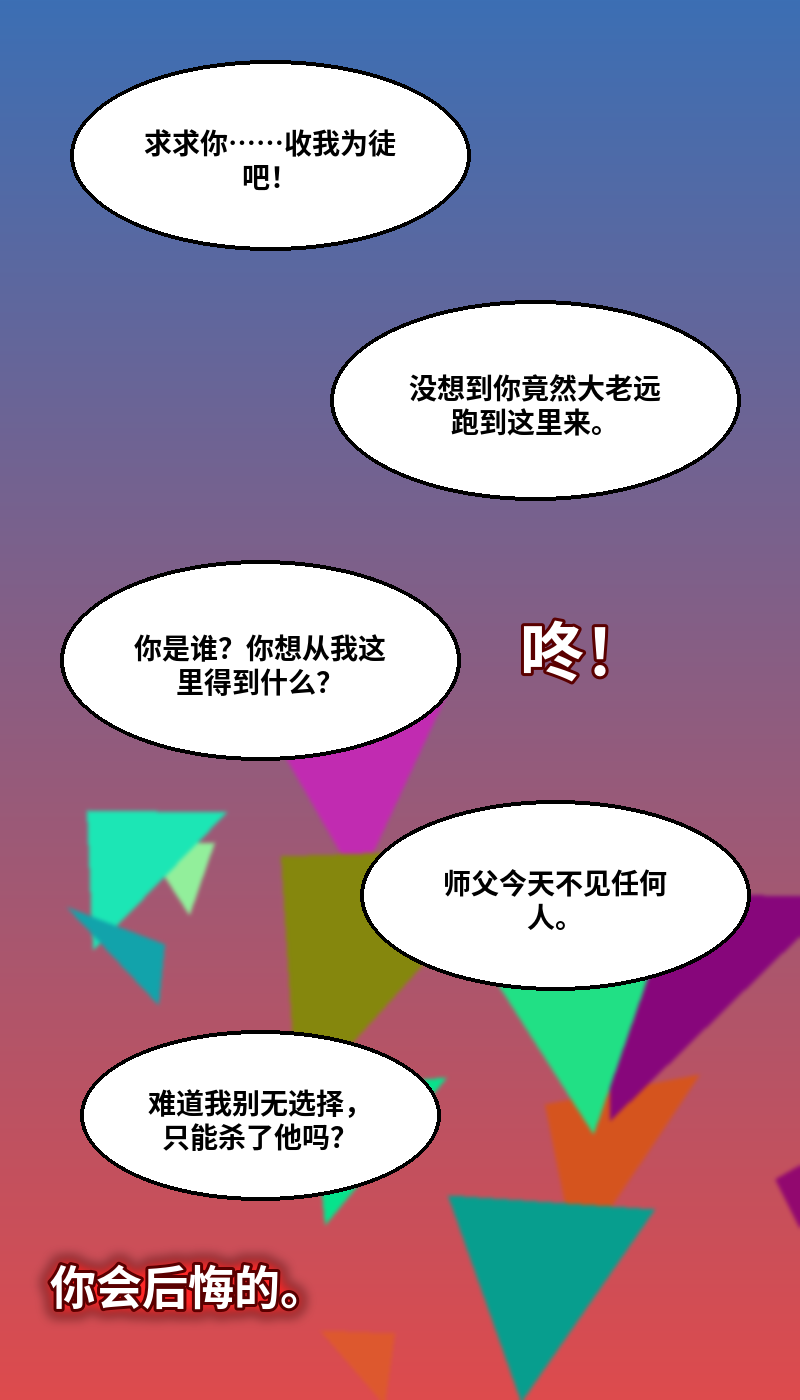 求求你……收我为徒
吧！
没想到你竟然大老远
跑到这里来。
你是谁？你想从我这
里得到什么？
咚！
师父今天不见任何
人。
难道我别无选择，
只能杀了他吗？
你会后悔的。